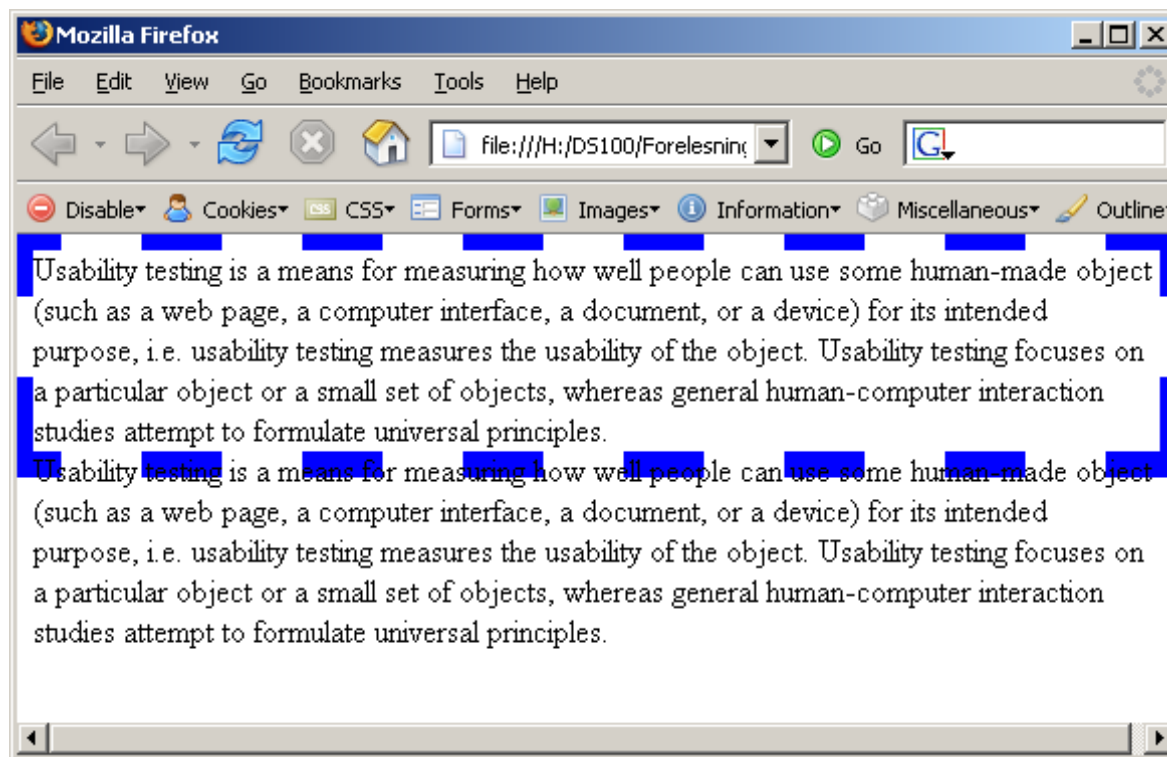 Mozilla Firefox
File Edit View Go Bookmarks Tools Help
file:///H:/DS100/Forelesning Go G
Disable Cookies CSS CSS Forms Images Information Miscellaneous Outline
Usability testing is a means for measuring how well people can use some human-made object
(such as a web page, a computer interface, a document, or a device) for its intended
purpose, i.e. usability testing measures the usability of the object. Usability testing focuses on
a particular object or a small set of objects, whereas general human-computer interaction
studies attempt to formulate universal principles.
Usability testing is a means for measuring how well people can use some human-made object
(such as a web page, a computer interface, a document, or a device) for its intended
purpose, i.e. usability testing measures the usability of the object. Usability testing focuses on
a particular object or a small set of objects, whereas general human-computer interaction
studies attempt to formulate universal principles.